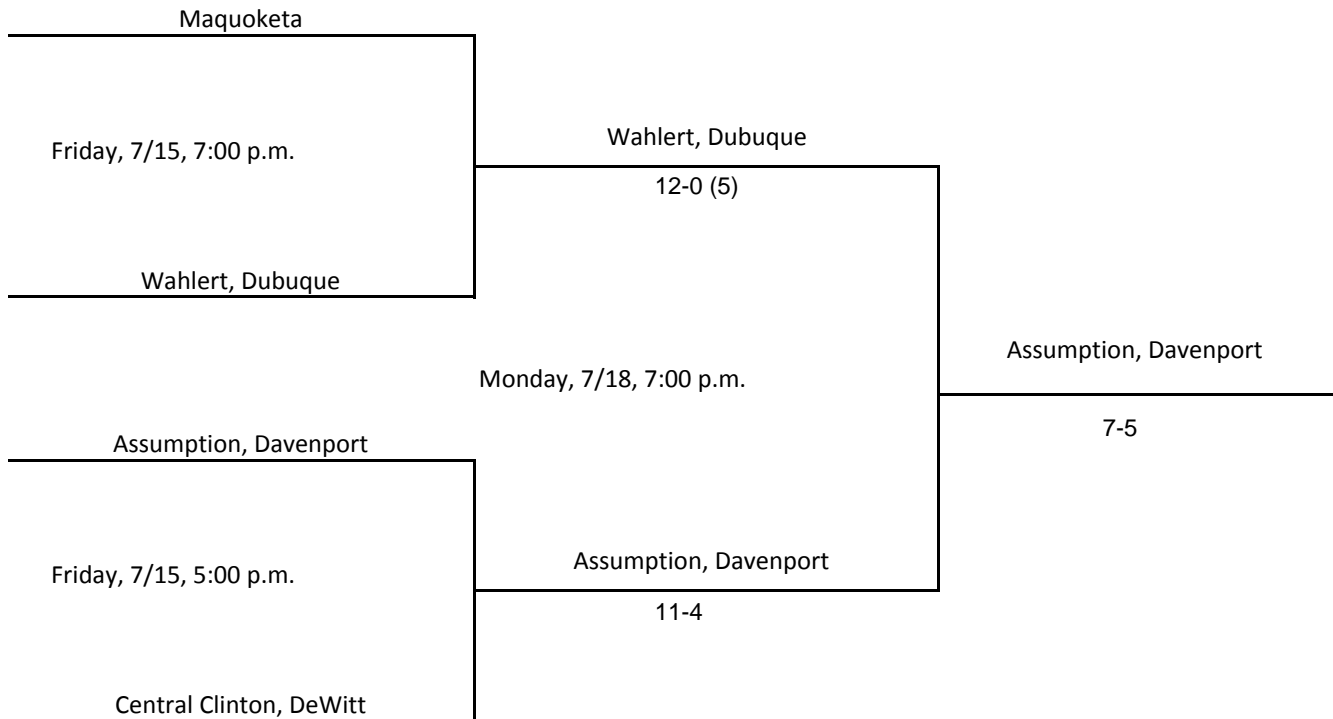 Maquoketa
Friday, 7/15, 7:00 p.m.
Wahlert, Dubuque
12-0 (5)
Wahlert, Dubuque
Monday, 7/18, 7:00 p.m.
Assumption, Davenport
7-5
Assumption, Davenport
Friday, 7/15, 5:00 p.m.
Assumption, Davenport
11-4
Central Clinton, DeWitt